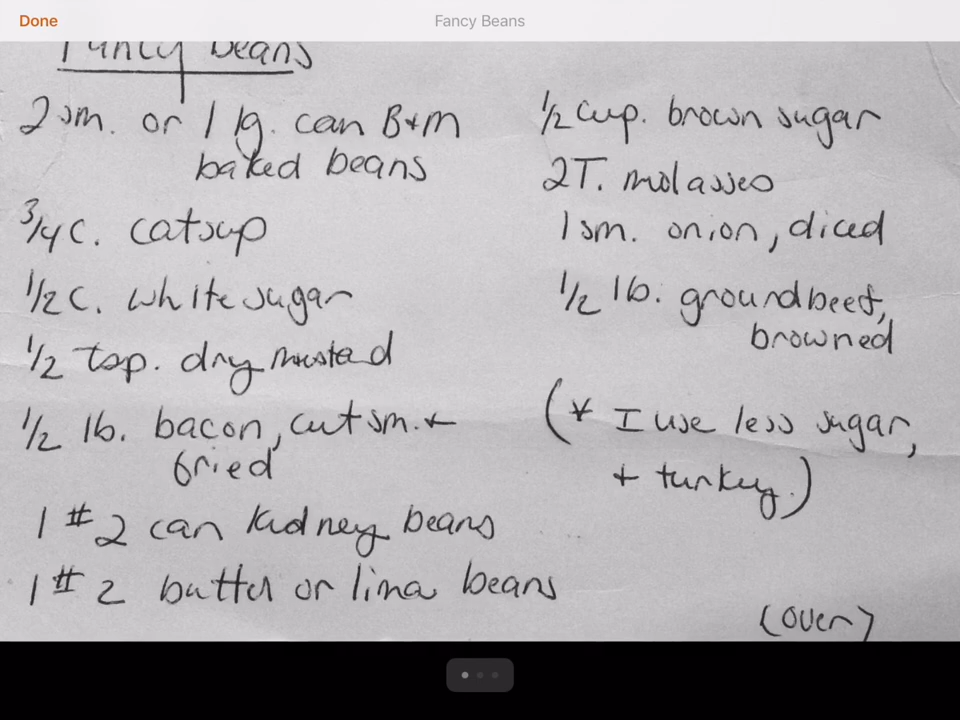 Done
Fancy Beans
Fancy beans
2 sm. or 1 lg. can B+M
baked beans
3/4 c. catsup
1/2 c. white sugar
1/2 tsp. dry mustard
1/2 lb. bacon, cut sm. +
fried
1 #2 can kidney beans
1 #2 butter or lima beans
1/2 cup. brown sugar
2T. molasses
1 sm. onion, diced
1/2 lb. ground beef,
browned
(* I use less sugar,
+ turkey.)
(over)